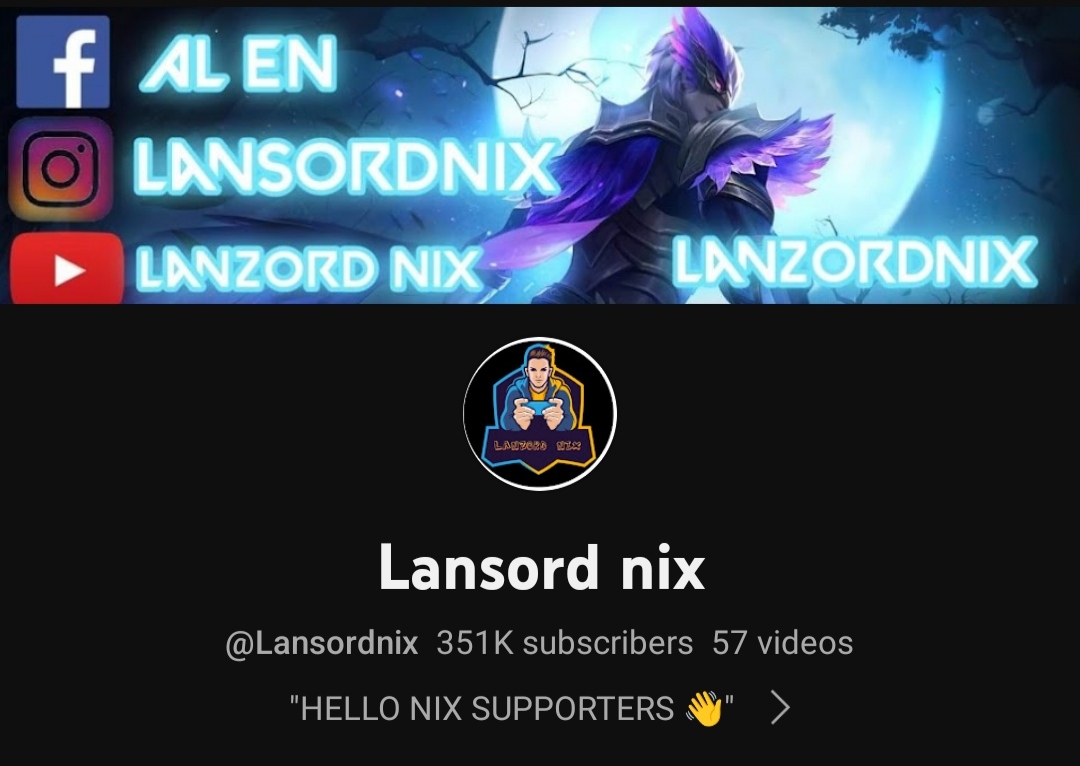 AL EN
LANSORDNIX
LANZORD NIX
LANZORDNIX
LANZORD NIX
Lansord nix
@Lansordnix 351K subscribers 57 videos
"HELLO NIX SUPPORTERS 👋"